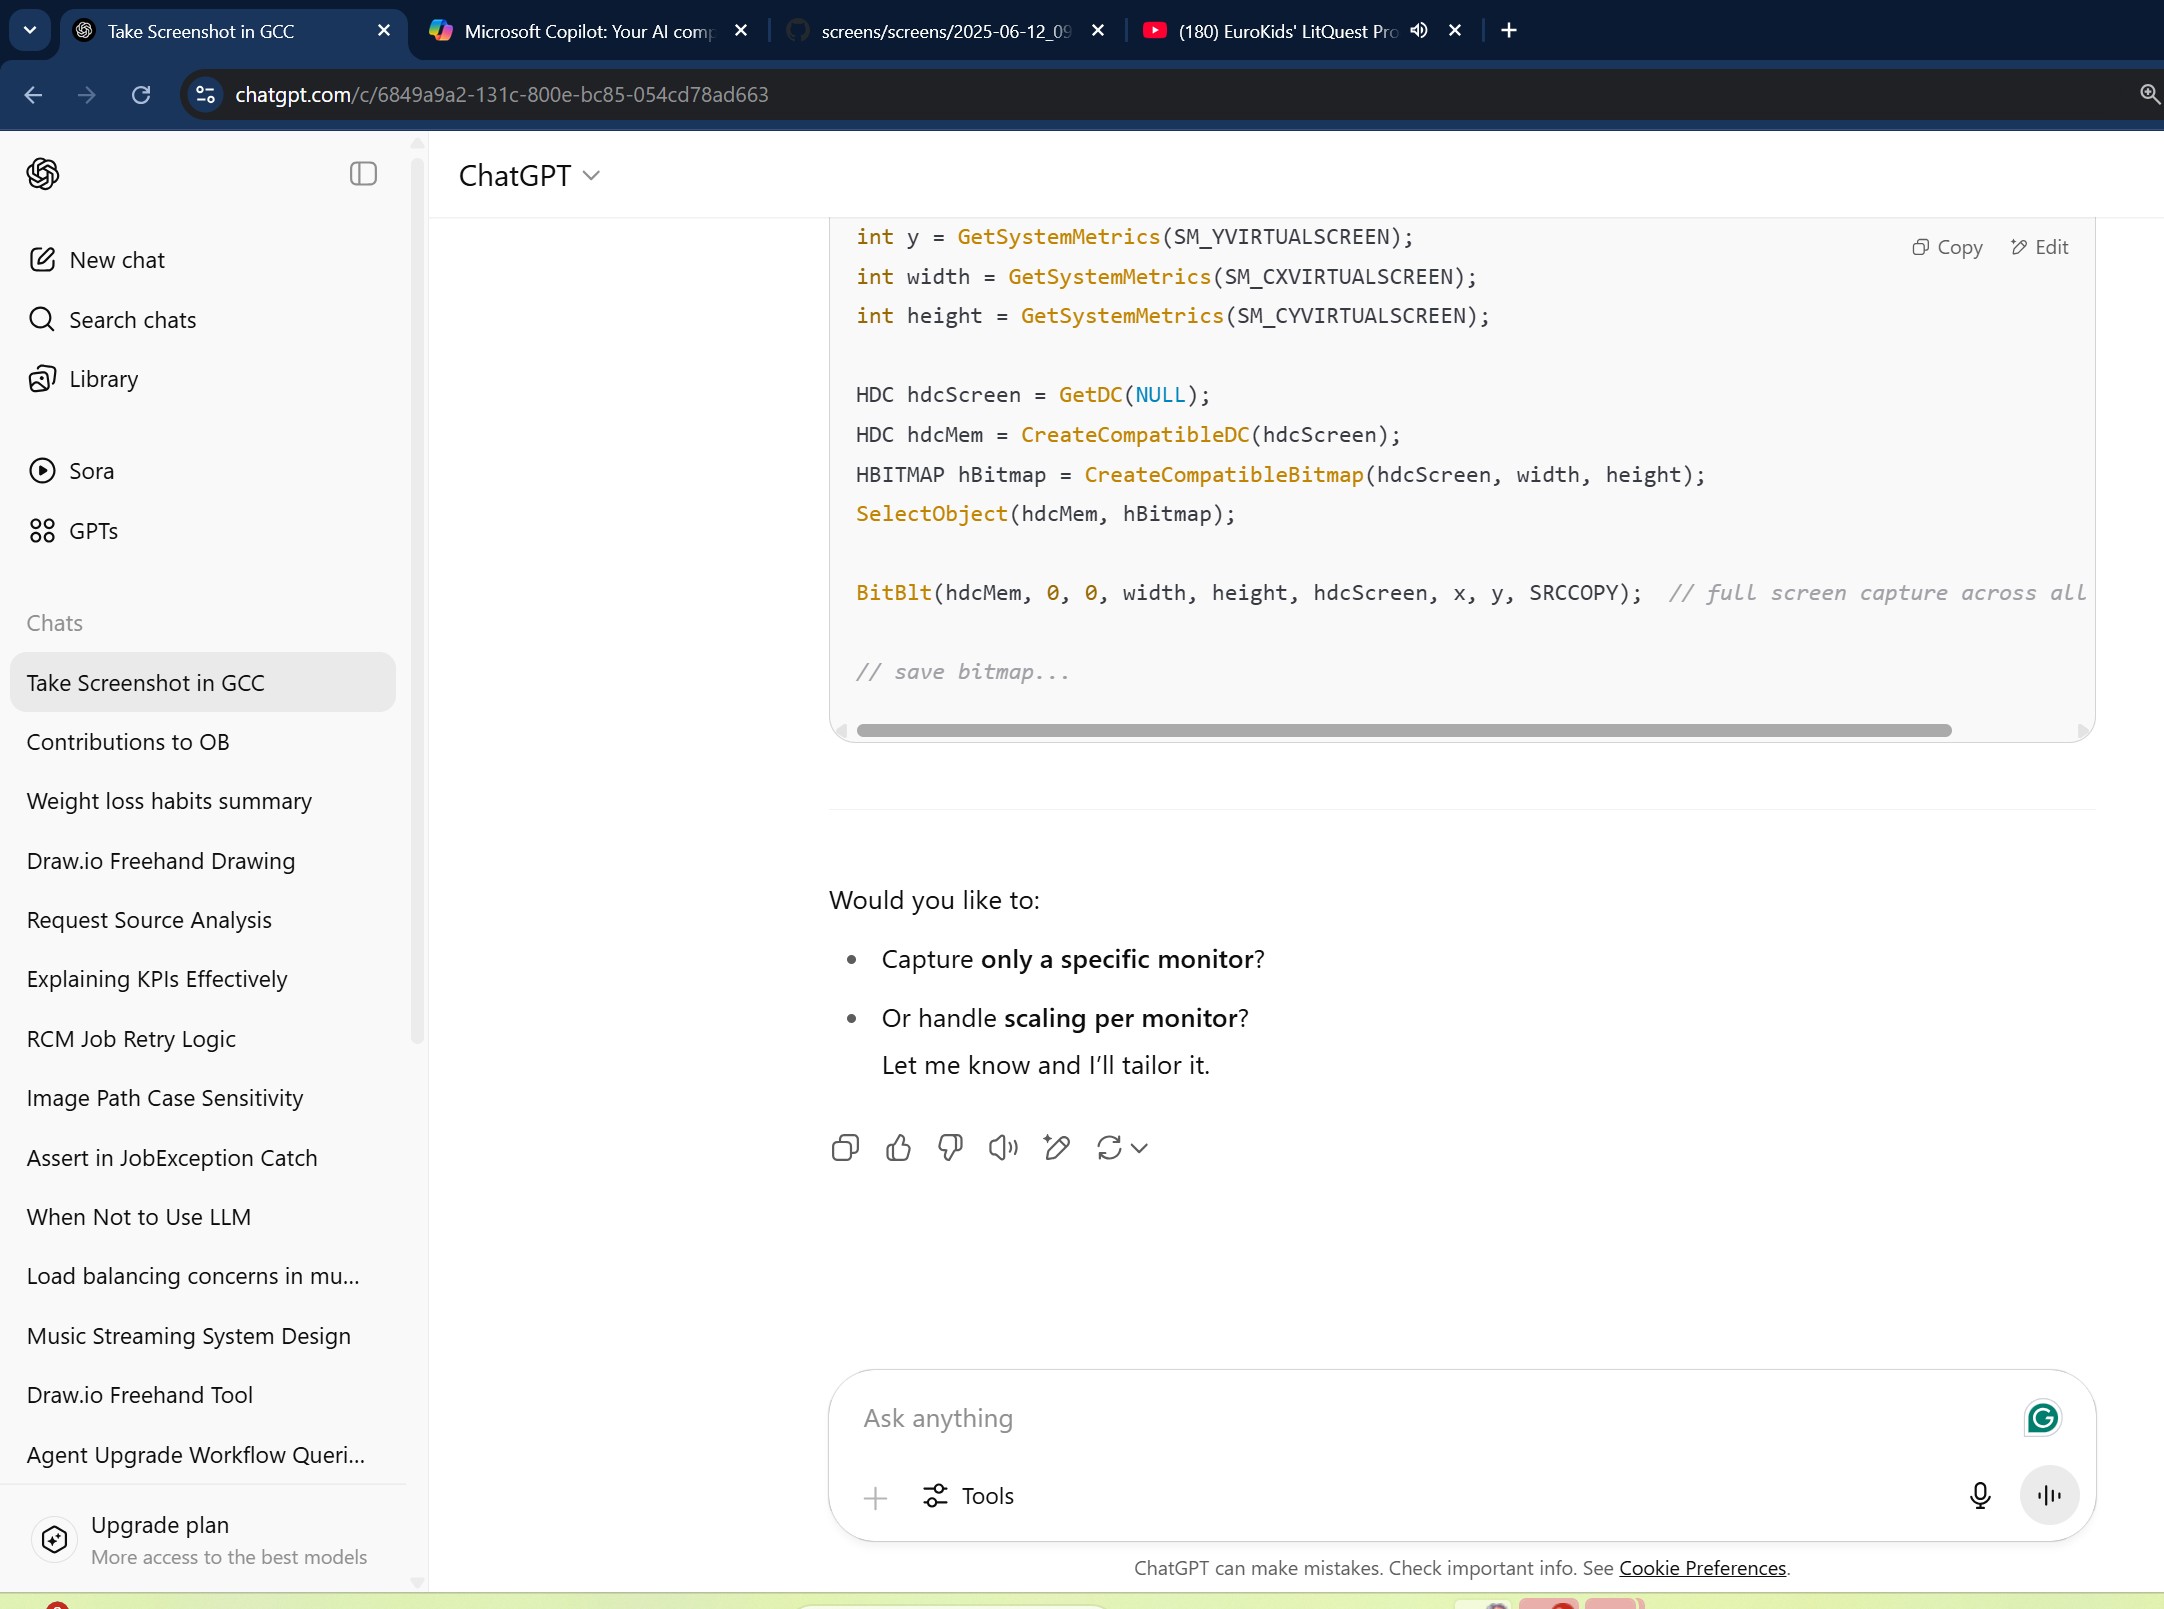 Take Screenshot in GCC
Microsoft Copilot: Your AI comp
screens/screens/2025-06-12_09
(180) EuroKids' LitQuest Pro
chatgpt.com/c/6849a9a2-131c-800e-bc85-054cd78ad663
ChatGPT
New chat
Search chats
Library
Sora
GPTs
Chats
Take Screenshot in GCC
Contributions to OB
Weight loss habits summary
Draw.io Freehand Drawing
Request Source Analysis
Explaining KPIs Effectively
RCM Job Retry Logic
Image Path Case Sensitivity
Assert in JobException Catch
When Not to Use LLM
Load balancing concerns in mu...
Music Streaming System Design
Draw.io Freehand Tool
Agent Upgrade Workflow Queri...
Upgrade plan
More access to the best models
int y = GetSystemMetrics(SM_YVIRTUALSCREEN);
Copy
Edit
int width = GetSystemMetrics(SM_CXVIRTUALSCREEN);
int height = GetSystemMetrics(SM_CYVIRTUALSCREEN);
HDC hdcScreen = GetDC(NULL);
HDC hdcMem = CreateCompatibleDC(hdcScreen);
HBITMAP hBitmap = CreateCompatibleBitmap(hdcScreen, width, height);
SelectObject(hdcMem, hBitmap);
BitBlt(hdcMem, 0, 0, width, height, hdcScreen, x, y, SRCCOPY);  // full screen capture across all
// save bitmap...
Would you like to:
• Capture only a specific monitor?
• Or handle scaling per monitor?
Let me know and I’ll tailor it.
Ask anything
Tools
ChatGPT can make mistakes. Check important info. See Cookie Preferences.